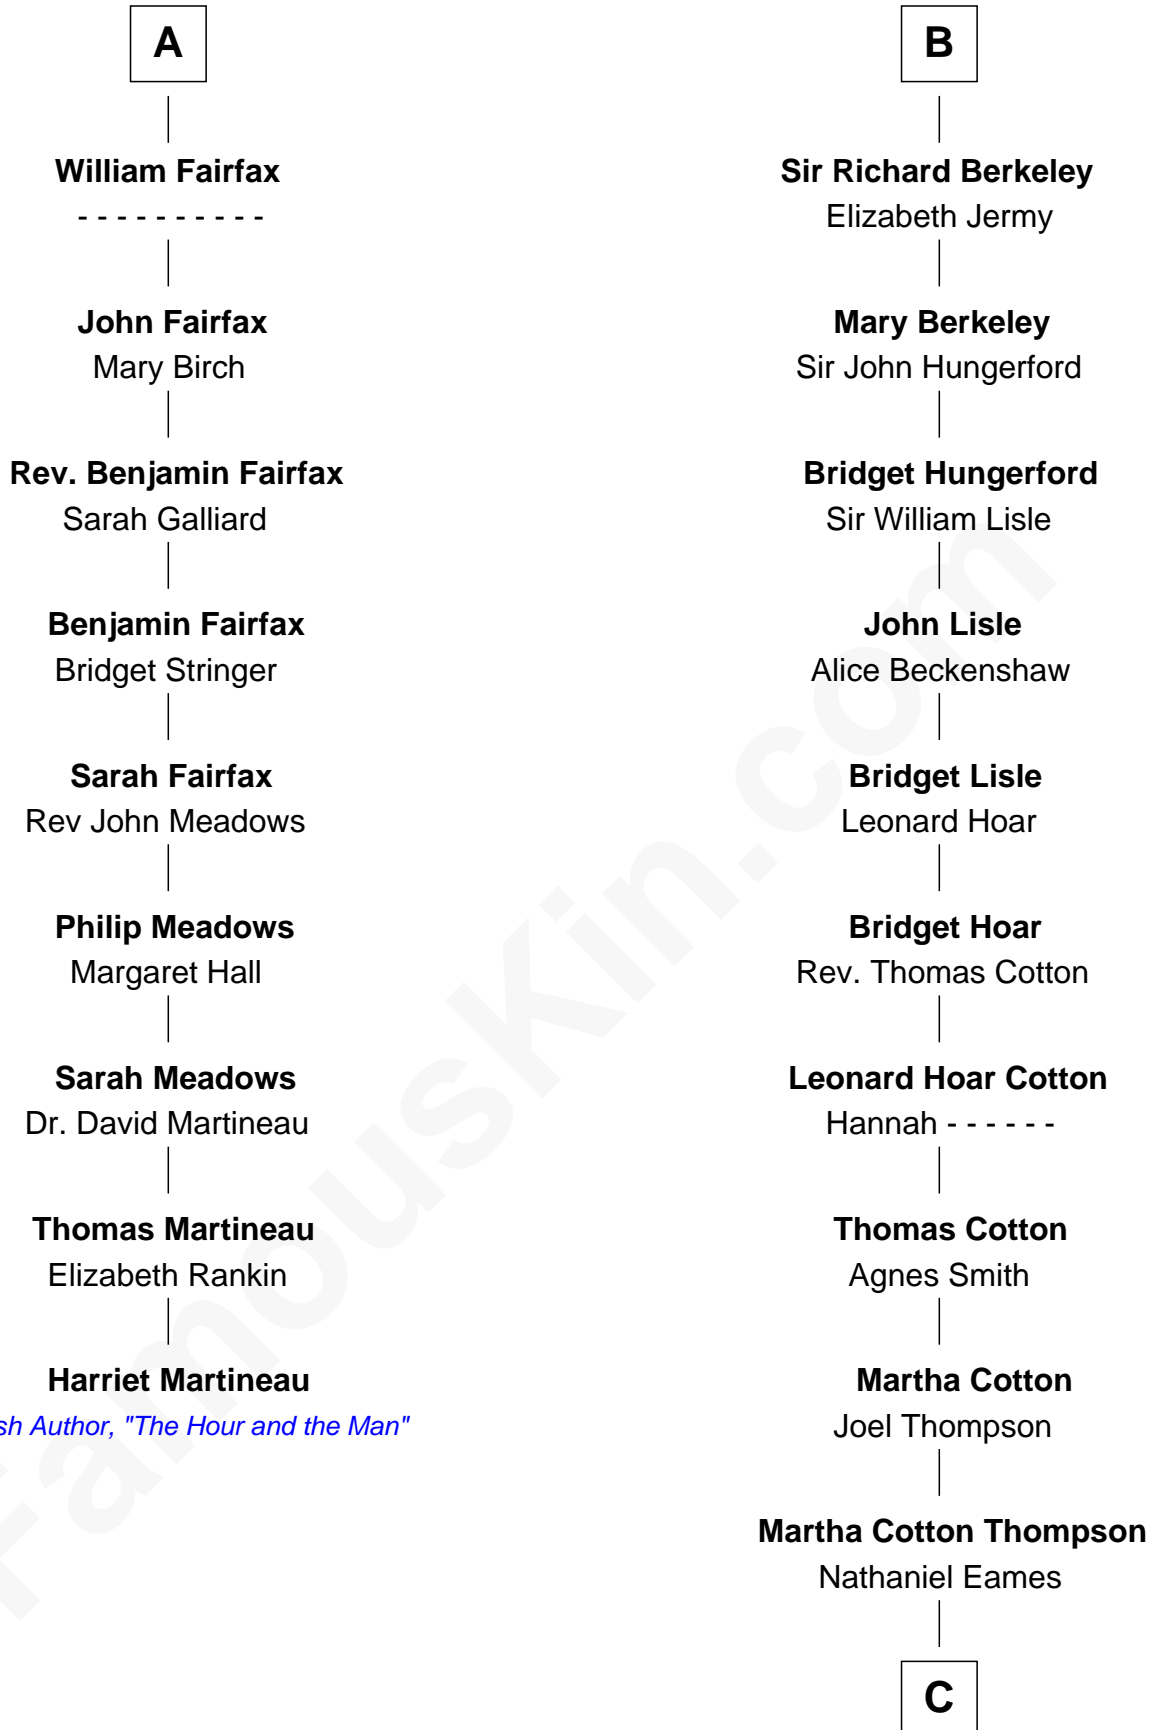 A
William Fairfax
- - - - - - - - - -
John Fairfax
Mary Birch
Rev. Benjamin Fairfax
Sarah Galliard
Benjamin Fairfax
Bridget Stringer
Sarah Fairfax
Rev John Meadows
Philip Meadows
Margaret Hall
Sarah Meadows
Dr. David Martineau
Thomas Martineau
Elizabeth Rankin
Harriet Martineau
sh Author, "The Hour and the Man"
B
Sir Richard Berkeley
Elizabeth Jermy
Mary Berkeley
Sir John Hungerford
Bridget Hungerford
Sir William Lisle
John Lisle
Alice Beckenshaw
Bridget Lisle
Leonard Hoar
Bridget Hoar
Rev. Thomas Cotton
Leonard Hoar Cotton
Hannah - - - - - -
Thomas Cotton
Agnes Smith
Martha Cotton
Joel Thompson
Martha Cotton Thompson
Nathaniel Eames
C
FamousKin.com